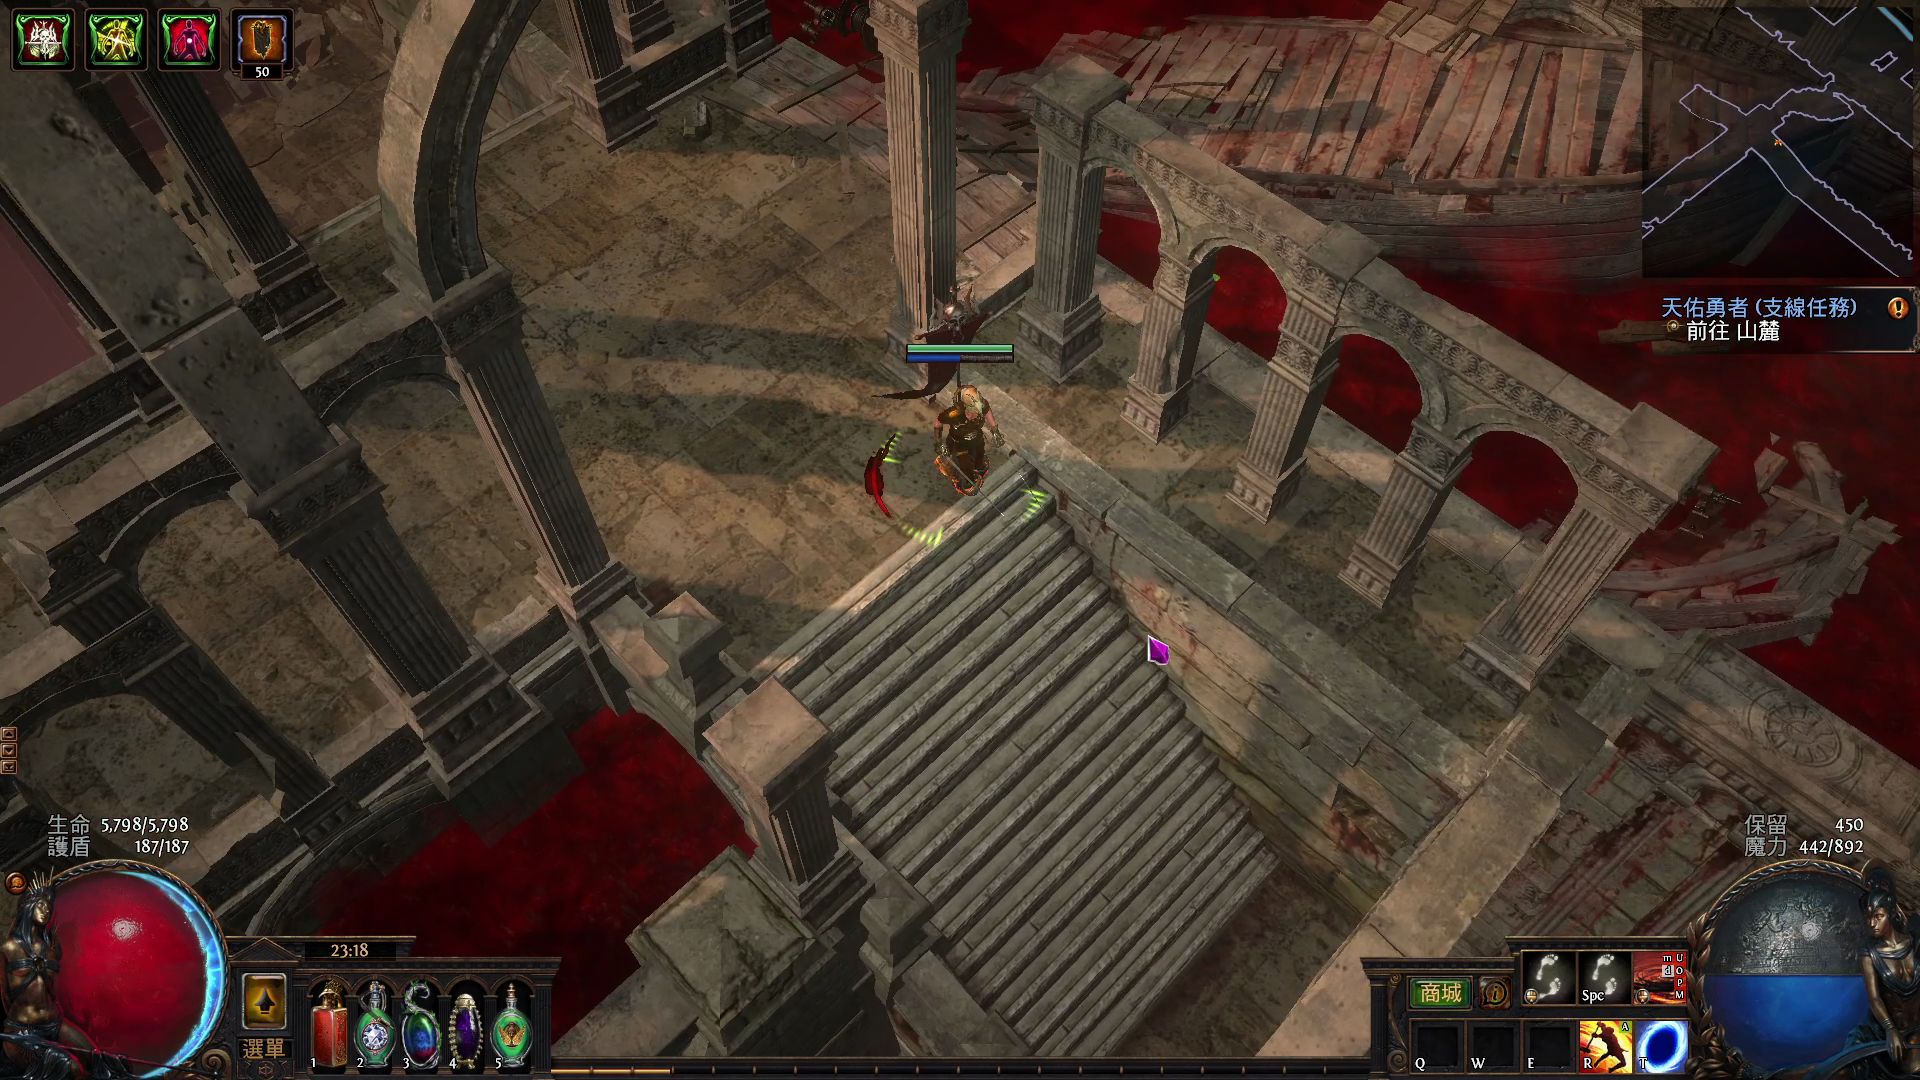 50
天佑勇者 (支線任務)
前往 山麓
生命 5,798/5,798
護盾 187/187
保留 450
魔力 442/892
23:18
選單
1
2
3
4
5
商城
Spc
m U
d O
P
M
Q
W
E
R
A
T